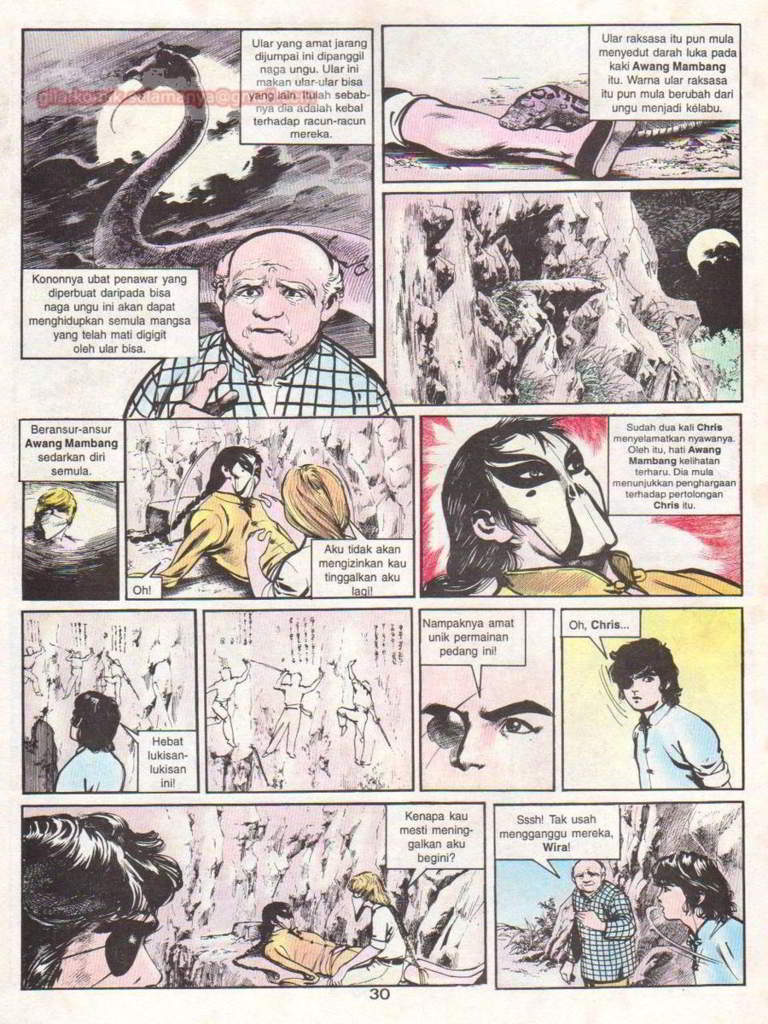 Ular yang amat jarang
dijumpai ini dipanggil
naga ungu. Ular ini
makan ular-ular bisa
yang lain. Itulah sebab-
nya dia adalah kebal
terhadap racun-racun
mereka.
Kononnya ubat penawar yang
diperbuat daripada bisa
naga ungu ini akan dapat
menghidupkan semula mangsa
yang telah mati digigit
oleh ular bisa.
Ular raksasa itu pun mula
menyedut darah luka pada
kaki Awang Mambang
itu. Warna ular raksasa
itu pun mula berubah dari
ungu menjadi kelabu.
Beransur-ansur
Awang Mambang
sedarkan diri
semula.
Oh!
Aku tidak akan
mengizinkan kau
tinggalkan aku
lagi!
Sudah dua kali Chris
menyelamatkan nyawanya.
Oleh itu, hati Awang
Mambang kelihatan
terharu. Dia mula
menunjukkan penghargaan
terhadap pertolongan
Chris itu.
Hebat
lukisan-
lukisan
ini!
Nampaknya amat
unik permainan
pedang ini!
Oh, Chris...
Kenapa kau
mesti mening-
galkan aku
begini?
Sssh! Tak usah
mengganggu mereka,
Wira!
30